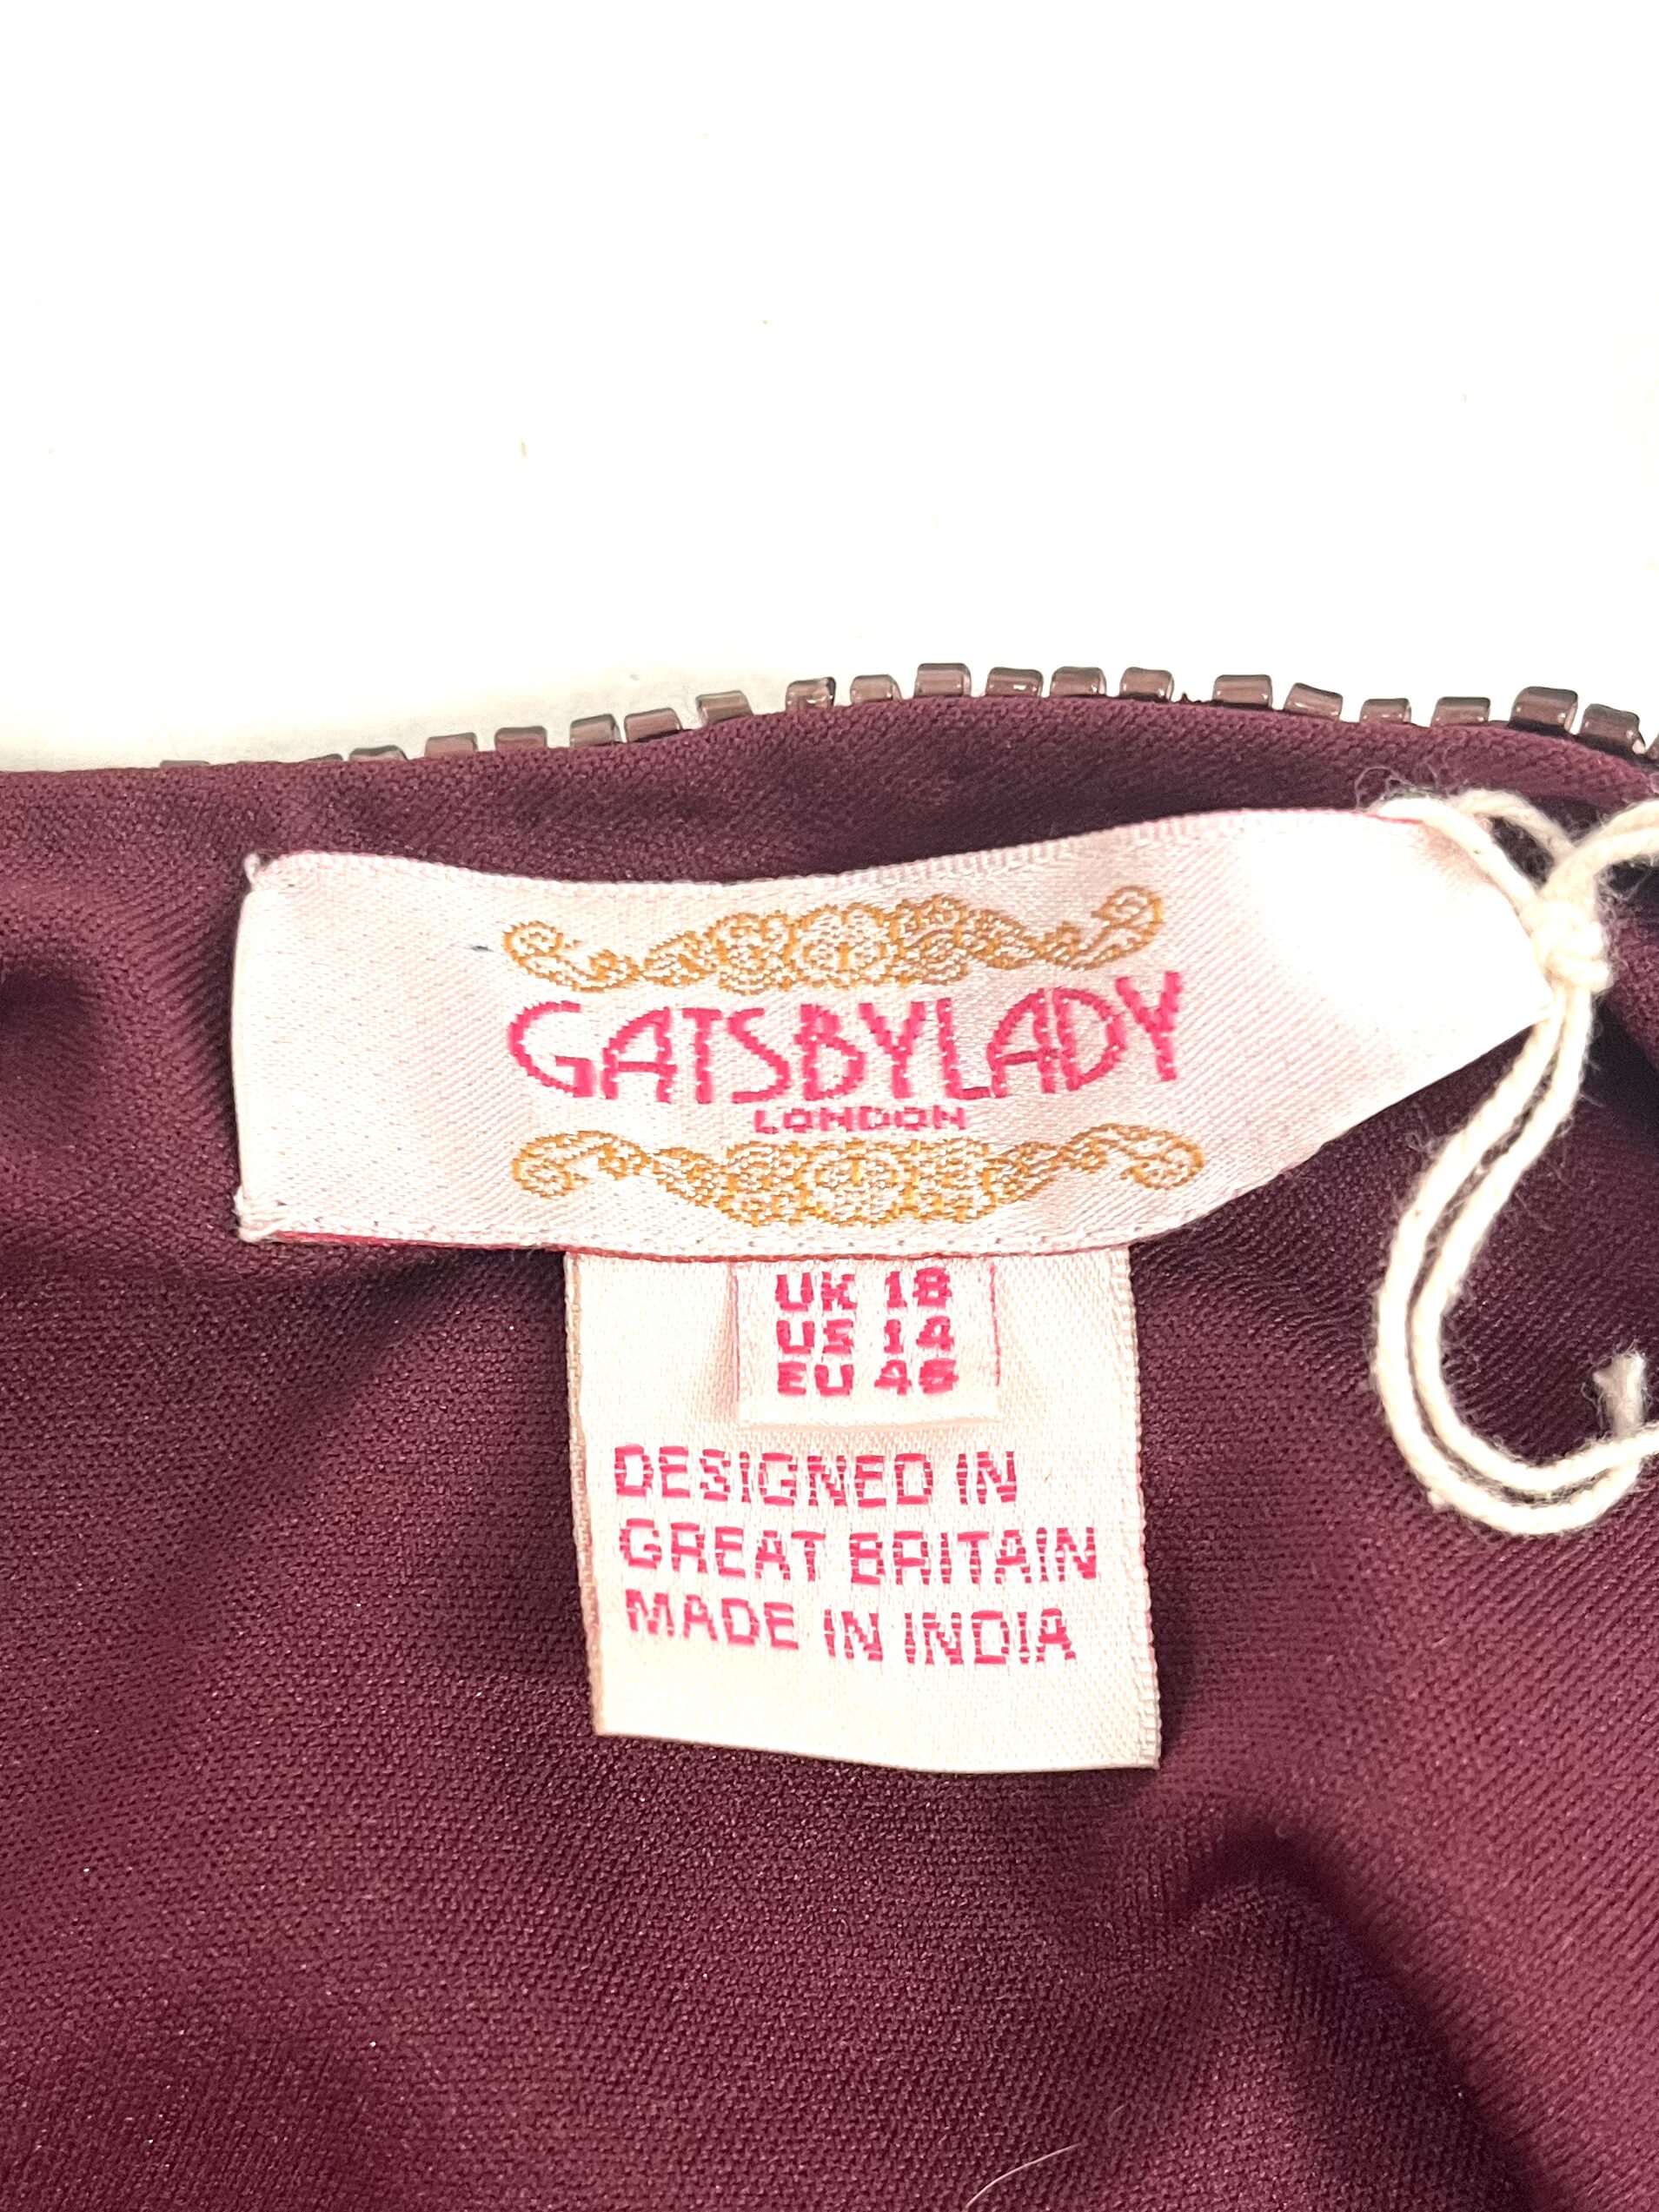 GATSBYLADY
LONDON
UK 18
US 14
EU 46
DESIGNED IN
GREAT BRITAIN
MADE IN INDIA